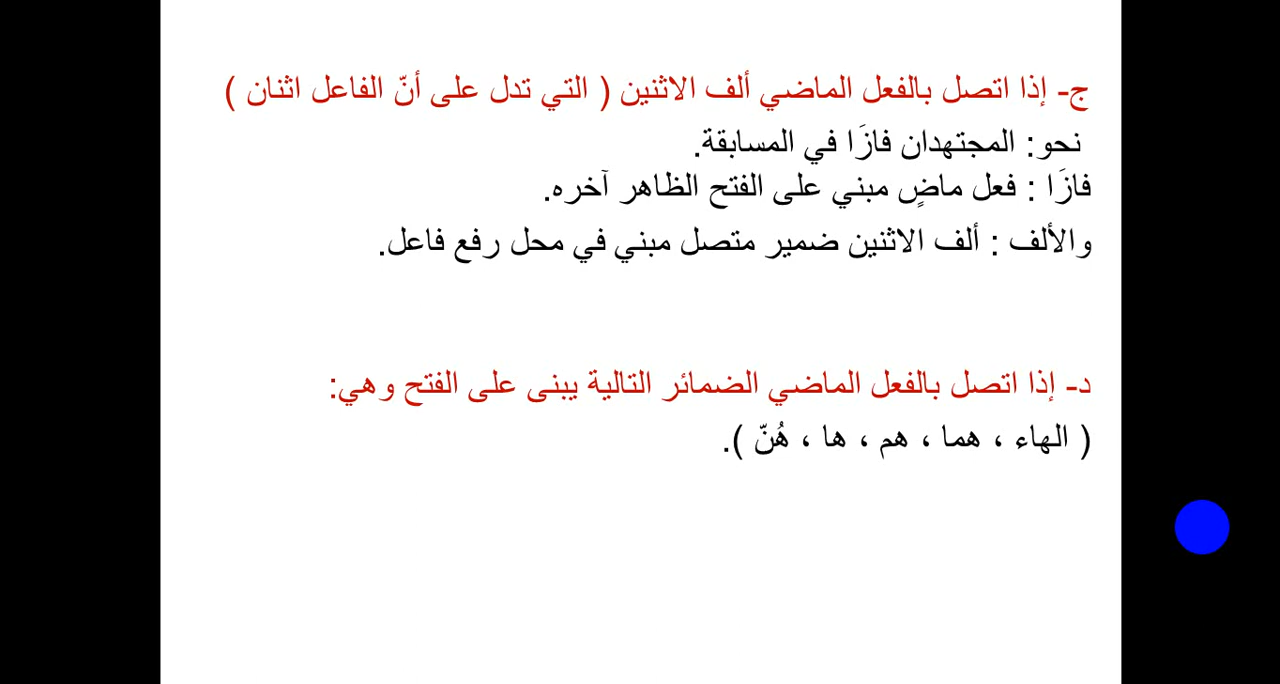 ج- إذا اتصل بالفعل الماضي ألف الاثنين ( التي تدل على أنّ الفاعل اثنان )
نحو: المجتهدان فازَا في المسابقة.
فازَا : فعل ماضٍ مبني على الفتح الظاهر آخره.
والألف : ألف الاثنين ضمير متصل مبني في محل رفع فاعل.
د- إذا اتصل بالفعل الماضي الضمائر التالية يبنى على الفتح وهي:
( الهاء ، هما ، هم ، ها ، هُنّ ).